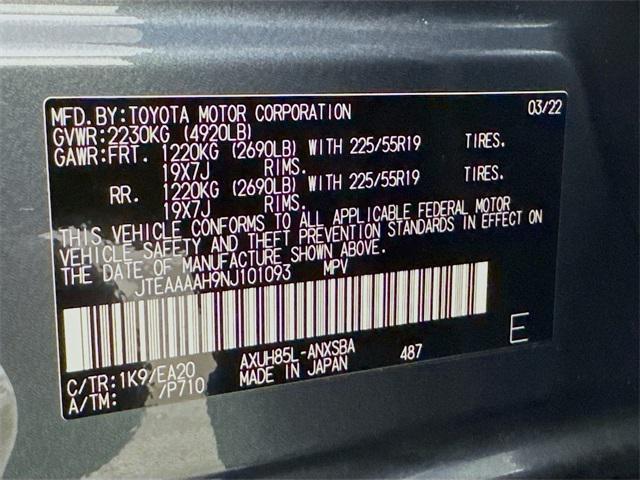 MFD.BY:TOYOTA MOTOR CORPORATION 03/22
GVWR:2230KG (4920LB)
GAWR:FRT. 1220KG (2690LB) WITH 225/55R19 TIRES.
19X7J RIMS.
RR. 1220KG (2690LB) WITH 225/55R19 TIRES.
19X7J RIMS.
THIS VEHICLE CONFORMS TO ALL APPLICABLE FEDERAL MOTOR
VEHICLE SAFETY AND THEFT PREVENTION STANDARDS IN EFFECT ON
THE DATE OF MANUFACTURE SHOWN ABOVE.
JTEAAAAH9NJ101093 MPV
C/TR:1K9/EA20 AXUH85L-ANXSBA 487 E
A/TM: /P710 MADE IN JAPAN